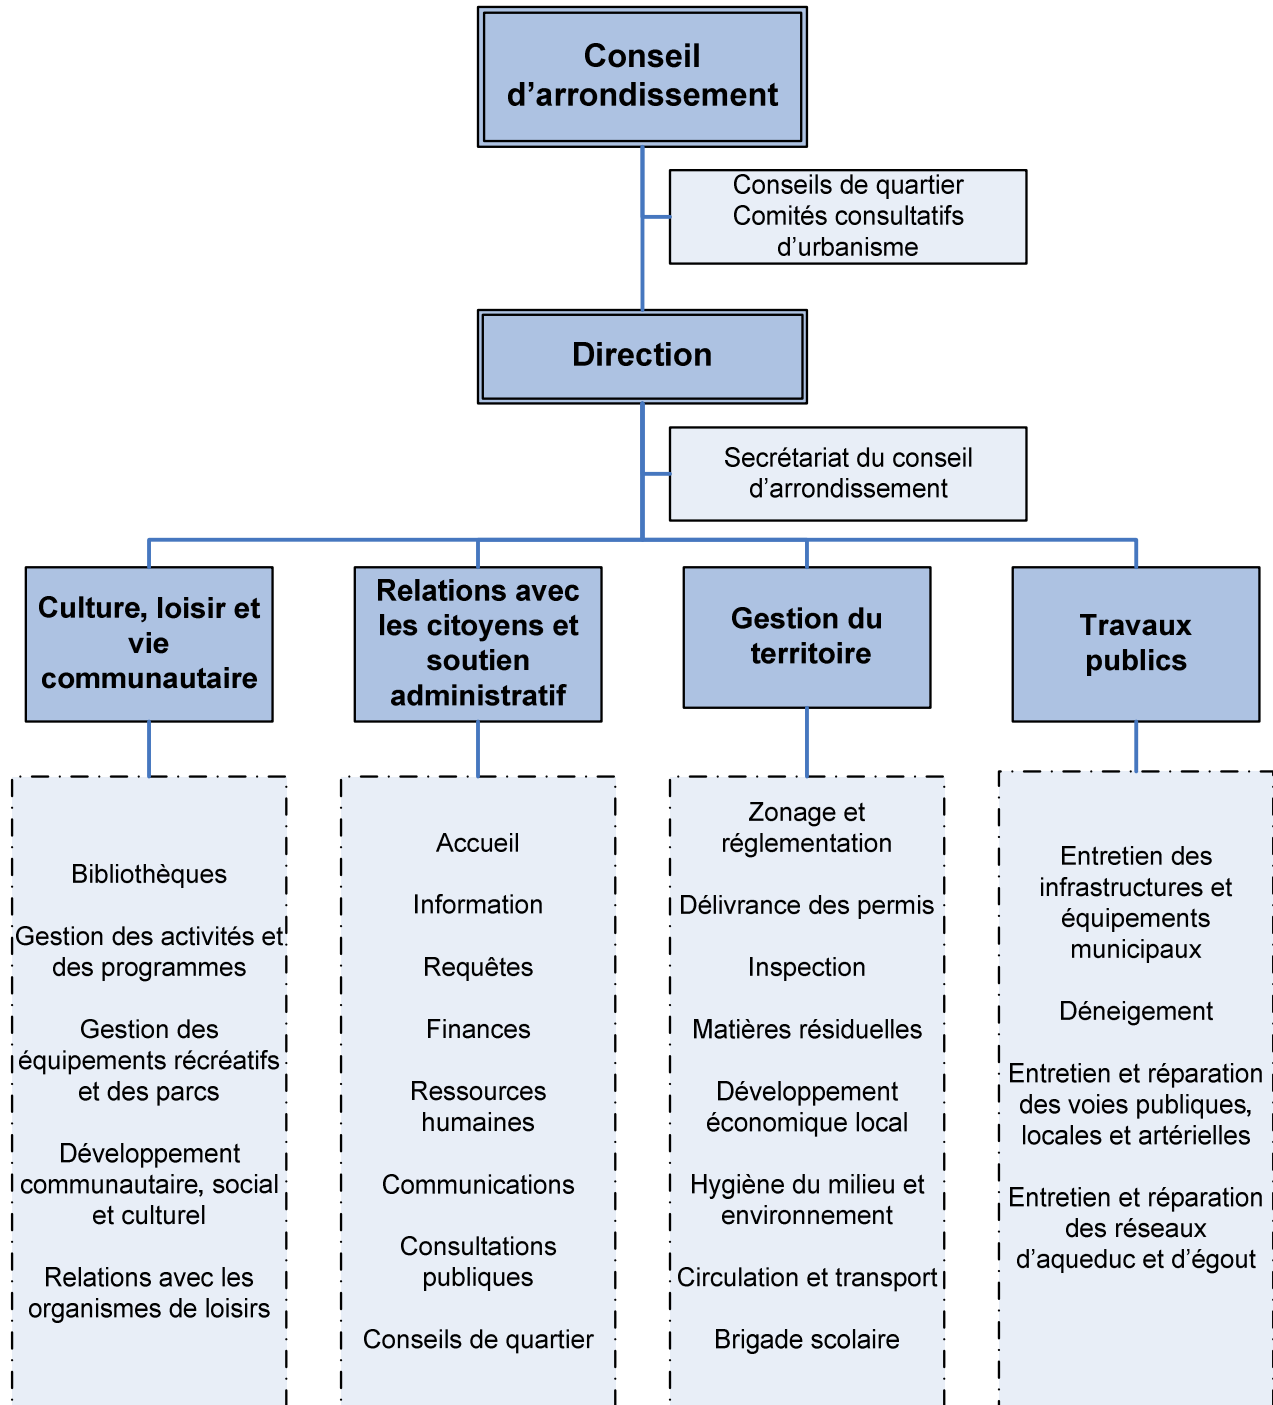 Conseil
d’arrondissement
Conseils de quartier
Comités consultatifs
d’urbanisme
Direction
Secrétariat du conseil
d’arrondissement
Culture, loisir et
vie
communautaire
Relations avec
les citoyens et
soutien
administratif
Gestion du
territoire
Travaux
publics
Bibliothèques
Gestion des activités et
des programmes
Gestion des
équipements récréatifs
et des parcs
Développement
communautaire, social
et culturel
Relations avec les
organismes de loisirs
Accueil
Information
Requêtes
Finances
Ressources
humaines
Communications
Consultations
publiques
Conseils de quartier
Zonage et
réglementation
Délivrance des permis
Inspection
Matières résiduelles
Développement
économique local
Hygiène du milieu et
environnement
Circulation et transport
Brigade scolaire
Entretien des
infrastructures et
équipements
municipaux
Déneigement
Entretien et réparation
des voies publiques,
locales et artérielles
Entretien et réparation
des réseaux
d’aqueduc et d’égout